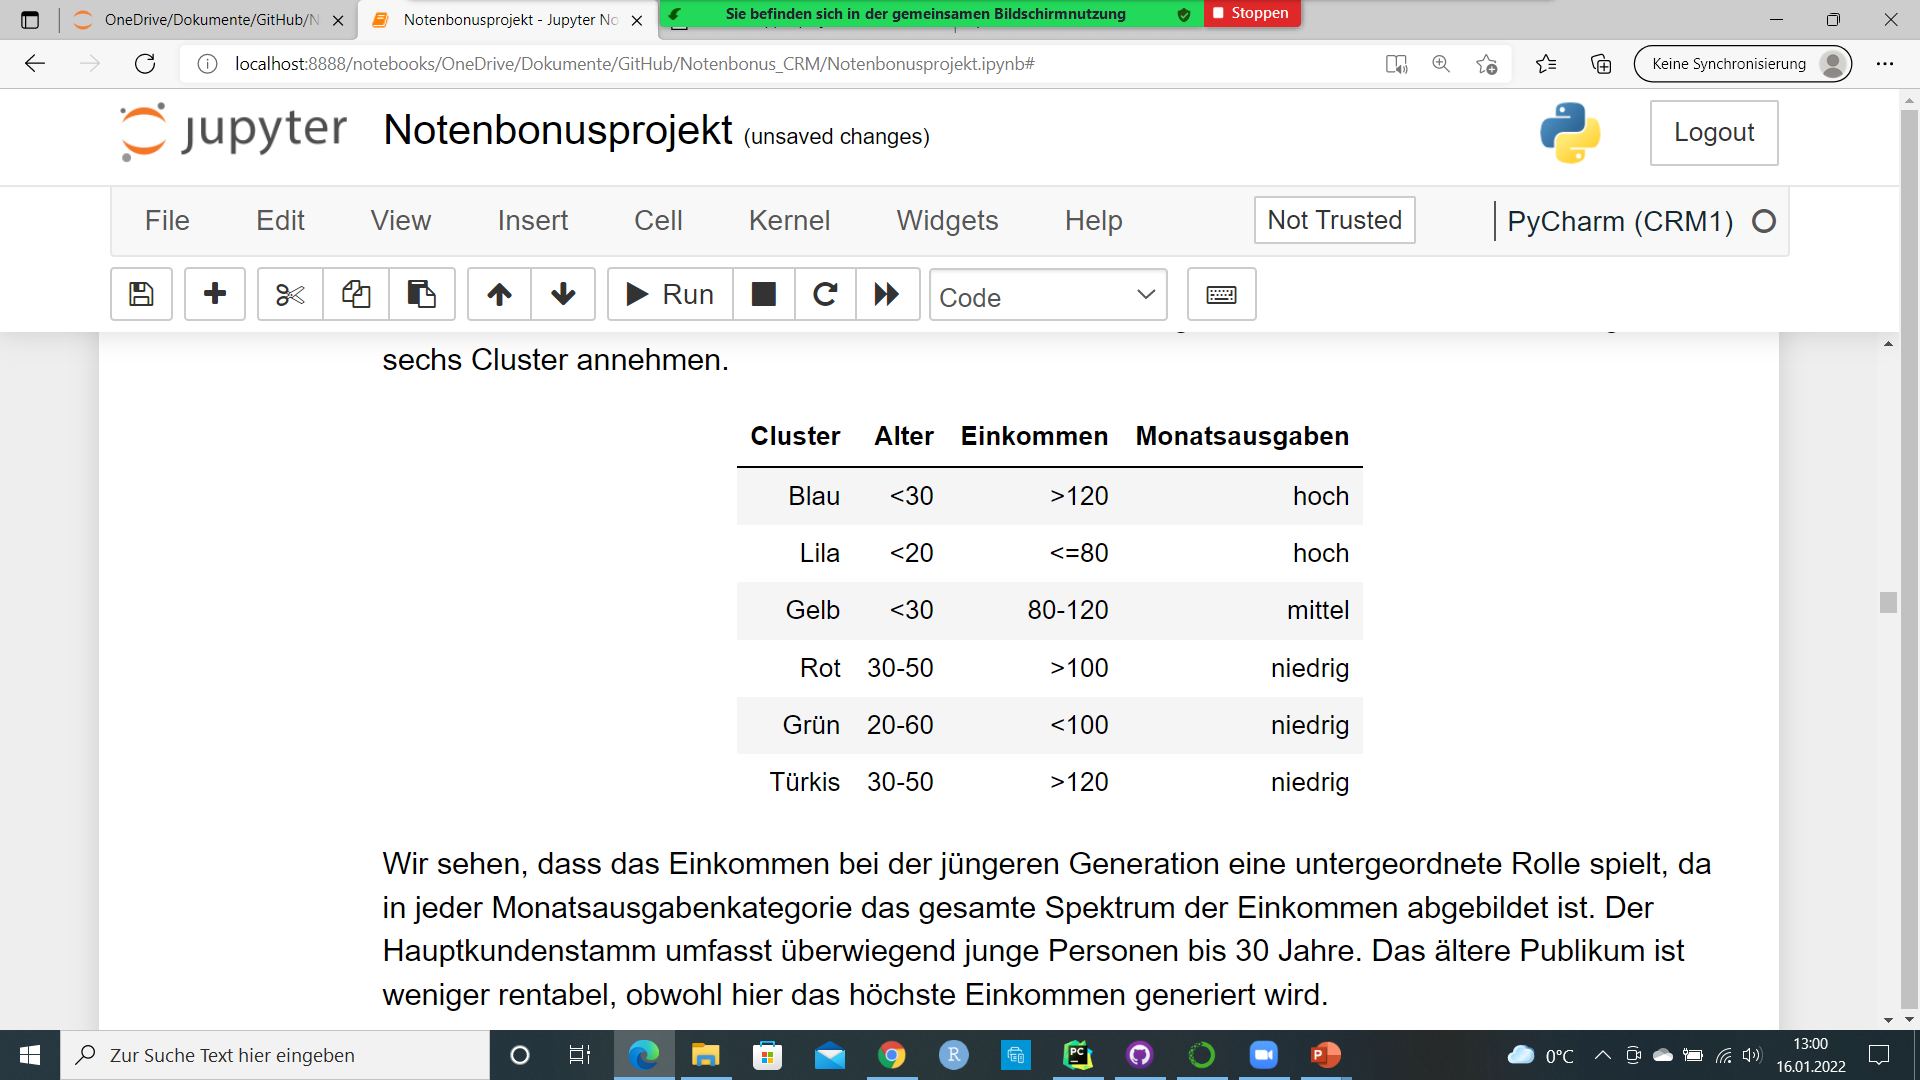 OneDrive/Dokumente/GitHub/N
Notenbonusprojekt - Jupyter No
Sie befinden sich in der gemeinsamen Bildschirmnutzung
Stoppen
localhost:8888/notebooks/OneDrive/Dokumente/GitHub/Notenbonus_CRM/Notenbonusprojekt.ipynb#
Keine Synchronisierung
jupyter Notenbonusprojekt (unsaved changes)
Logout
File Edit View Insert Cell Kernel Widgets Help Not Trusted PyCharm (CRM1)
Run Code
sechs Cluster annehmen.
Cluster Alter Einkommen Monatsausgaben
Blau <30 >120 hoch
Lila <20 <=80 hoch
Gelb <30 80-120 mittel
Rot 30-50 >100 niedrig
Grün 20-60 <100 niedrig
Türkis 30-50 >120 niedrig
Wir sehen, dass das Einkommen bei der jüngeren Generation eine untergeordnete Rolle spielt, da
in jeder Monatsausgabenkategorie das gesamte Spektrum der Einkommen abgebildet ist. Der
Hauptkundenstamm umfasst überwiegend junge Personen bis 30 Jahre. Das ältere Publikum ist
weniger rentabel, obwohl hier das höchste Einkommen generiert wird.
Zur Suche Text hier eingeben
R
PC
P
0°C
13:00
16.01.2022